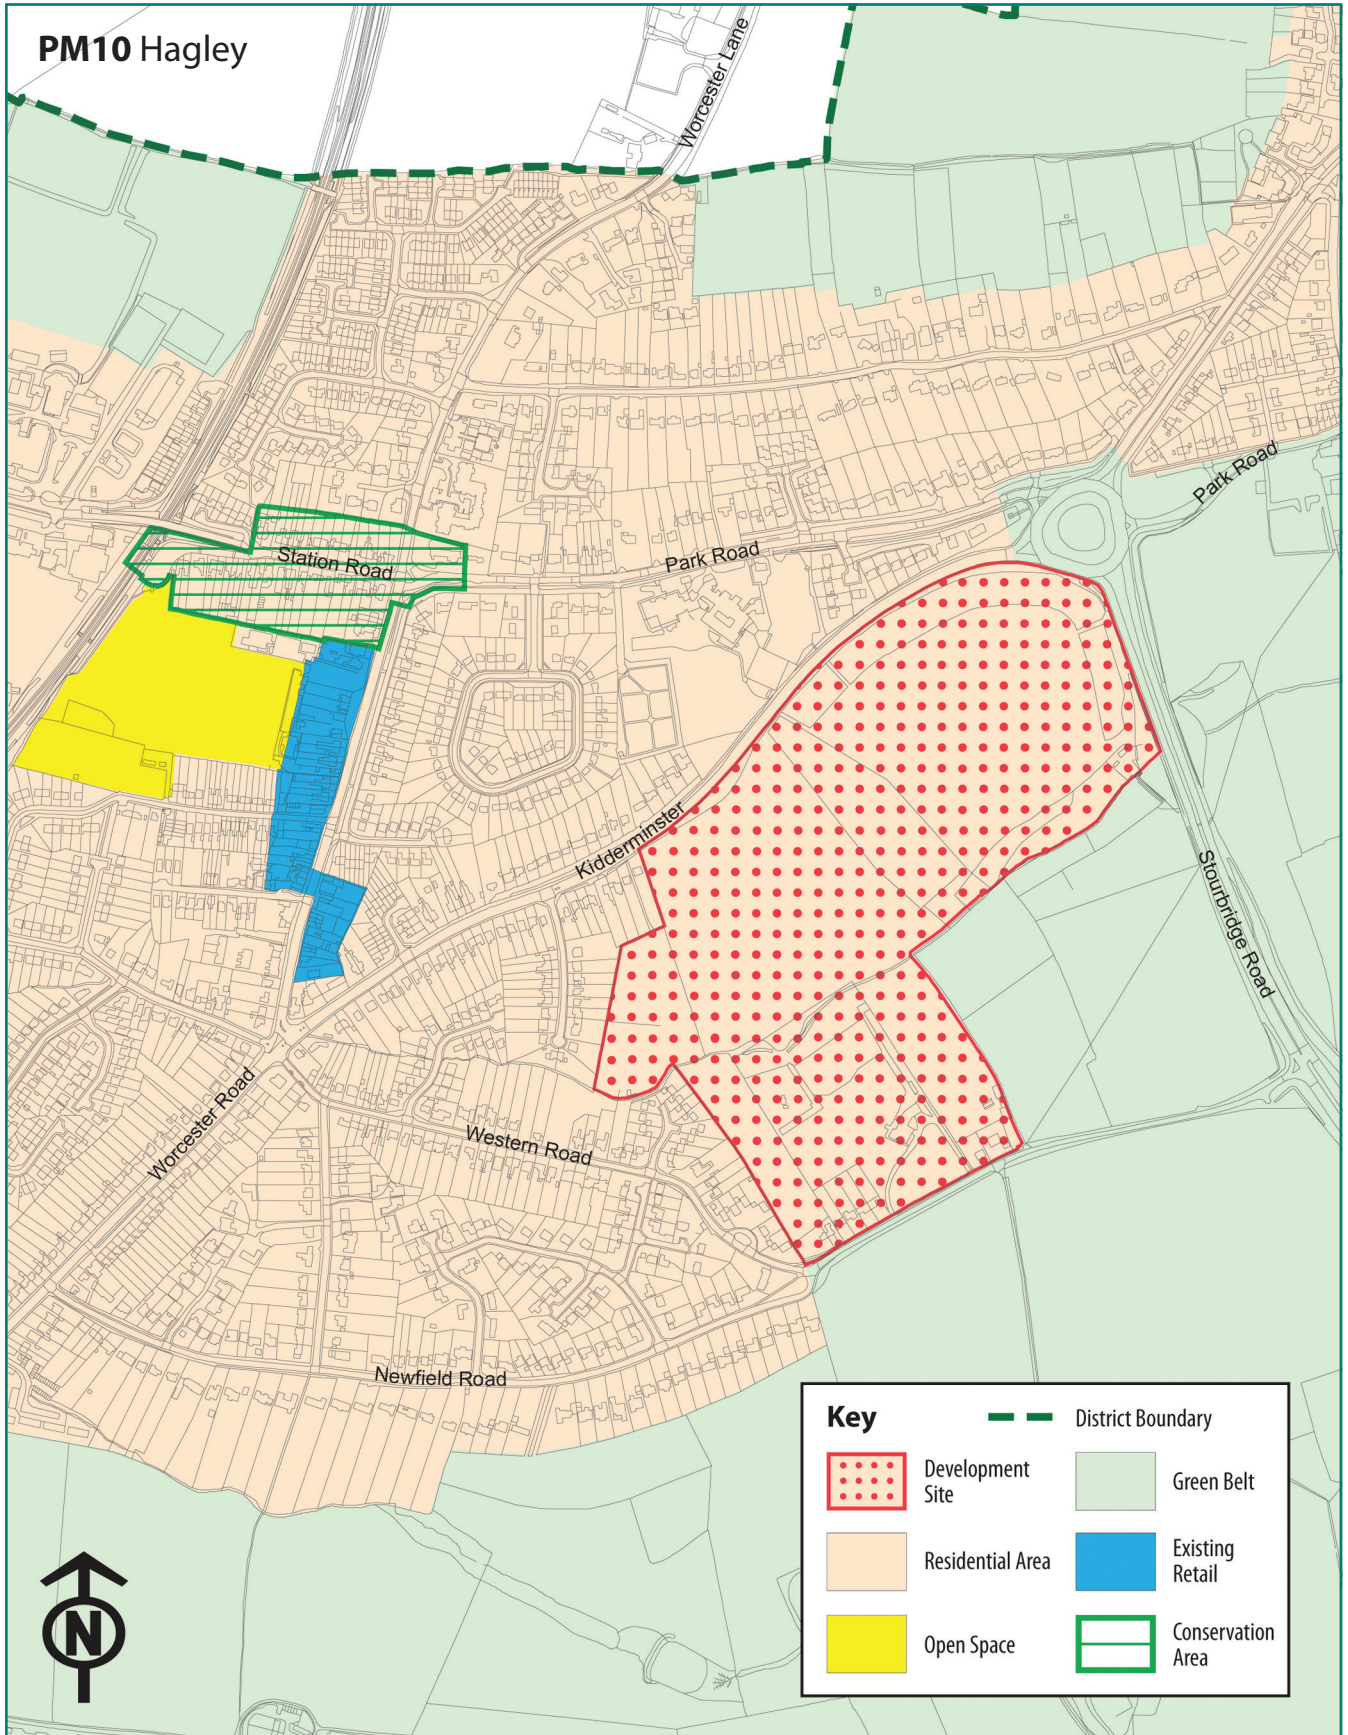 PM10 Hagley
Worcester Lane
Park Road
Station Road
Park Road
Kidderminster
Stourbridge Road
Worcester Road
Western Road
Newfield Road
Key
District Boundary
Development
Site
Green Belt
Residential Area
Existing
Retail
Open Space
Conservation
Area
N